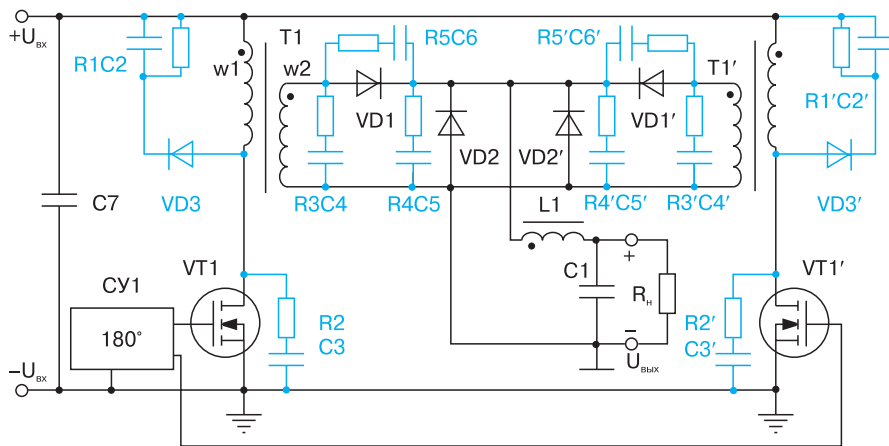 +Uвх
R1C2
w1
T1
w2
R5C6
R5′C6′
T1′
R1′C2′
VD1
VD1′
VD2
VD2′
VD3
C7
R3C4
R4C5
R4′C5′
R3′C4′
VD3′
L1
VT1
СУ1
180°
R2
C3
C1
+
Rн
−
Uвых
R2′
C3′
VT1′
−Uвх